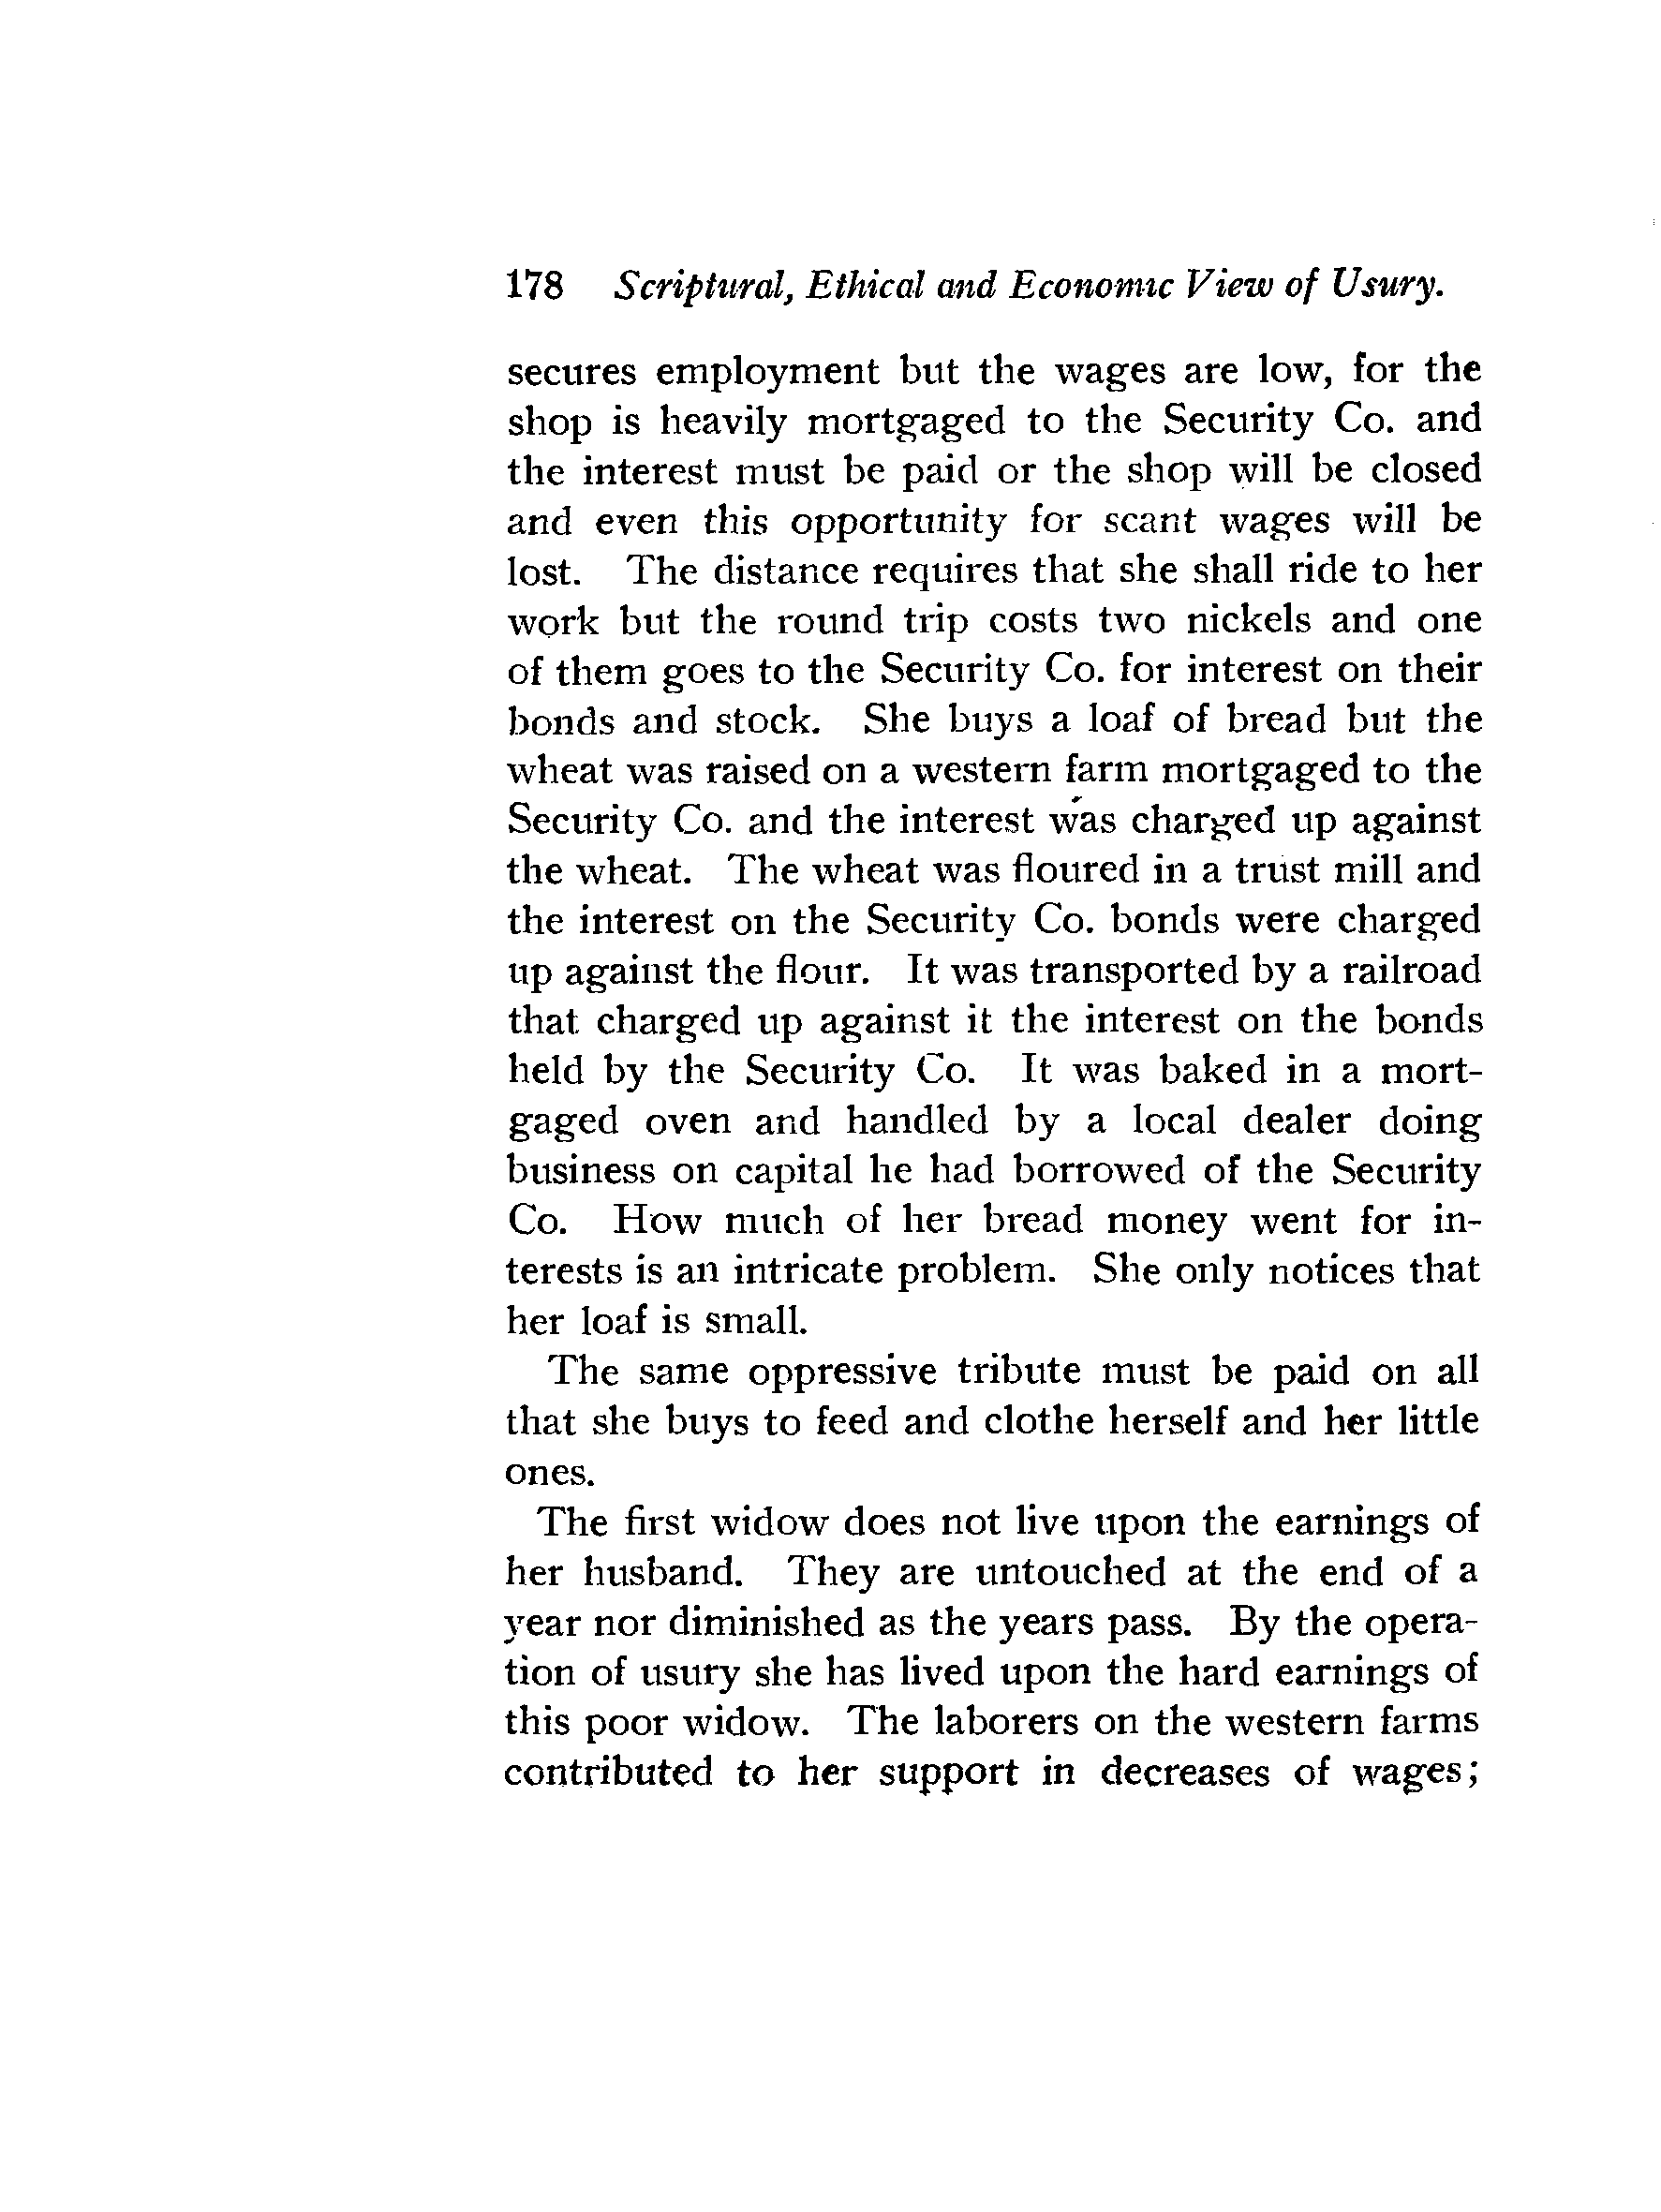 178 Scriptural, Ethical and Economic View of Usury.
secures employment but the wages are low, for the
shop is heavily mortgaged to the Security Co. and
the interest must be paid or the shop will be closed
and even this opportunity for scant wages will be
lost. The distance requires that she shall ride to her
work but the round trip costs two nickels and one
of them goes to the Security Co. for interest on their
bonds and stock. She buys a loaf of bread but the
wheat was raised on a western farm mortgaged to the
Security Co. and the interest was charged up against
the wheat. The wheat was floured in a trust mill and
the interest on the Security Co. bonds were charged
up against the flour. It was transported by a railroad
that charged up against it the interest on the bonds
held by the Security Co. It was baked in a mort-
gaged oven and handled by a local dealer doing
business on capital he had borrowed of the Security
Co. How much of her bread money went for in-
terests is an intricate problem. She only notices that
her loaf is small.
The same oppressive tribute must be paid on all
that she buys to feed and clothe herself and her little
ones.
The first widow does not live upon the earnings of
her husband. They are untouched at the end of a
year nor diminished as the years pass. By the opera-
tion of usury she has lived upon the hard earnings of
this poor widow. The laborers on the western farms
contributed to her support in decreases of wages;